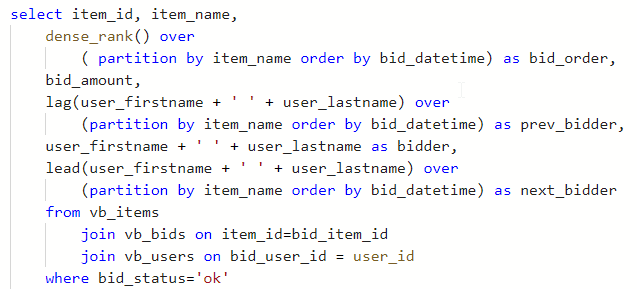 select item_id, item_name,
dense_rank() over
( partition by item_name order by bid_datetime) as bid_order,
bid_amount,
lag(user_firstname + ' ' + user_lastname) over
(partition by item_name order by bid_datetime) as prev_bidder,
user_firstname + ' ' + user_lastname as bidder,
lead(user_firstname + ' ' + user_lastname) over
(partition by item_name order by bid_datetime) as next_bidder
from vb_items
join vb_bids on item_id=bid_item_id
join vb_users on bid_user_id = user_id
where bid_status='ok'